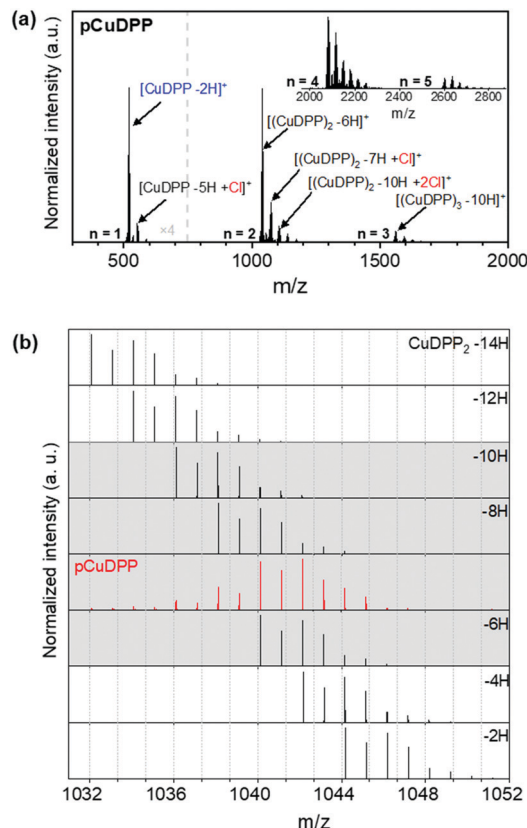 (a)
pCuDPP
Normalized intensity (a.u.)
[CuDPP -2H]⁺
[CuDPP -5H +Cl]⁺
n = 1
×4
[(CuDPP)₂ -6H]⁺
[(CuDPP)₂ -7H +Cl]⁺
[(CuDPP)₂ -10H +2Cl]⁺
[(CuDPP)₃ -10H]⁺
n = 2
n = 3
n = 4
n = 5
2000 2200 2400 2600 2800
m/z
500 1000 1500 2000
m/z
(b)
Normalized intensity (a. u.)
CuDPP₂ -14H
-12H
-10H
-8H
pCuDPP
-6H
-4H
-2H
1032 1036 1040 1044 1048 1052
m/z